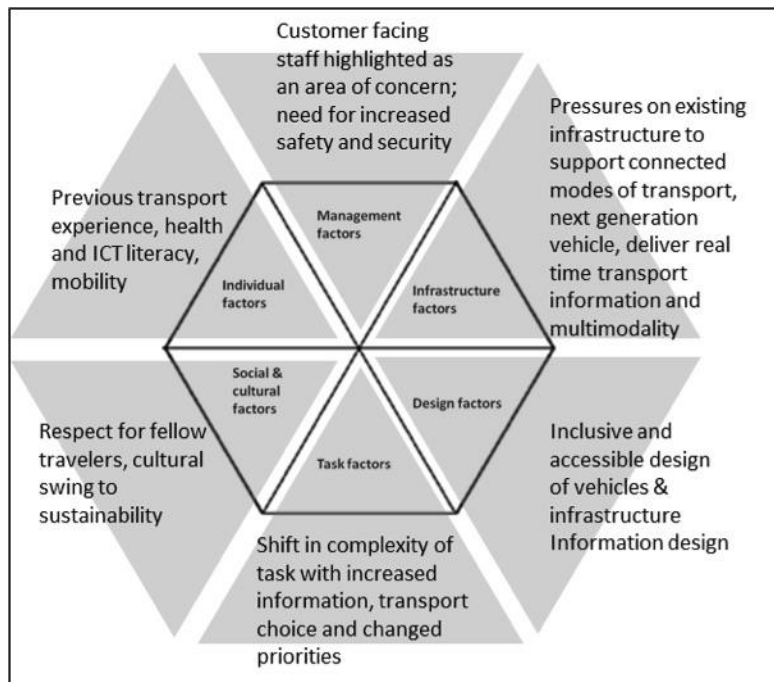 Customer facing
staff highlighted as
an area of concern;
need for increased
safety and security
Pressures on existing
infrastructure to
support connected
modes of transport,
next generation
vehicle, deliver real
time transport
information and
multimodality
Previous transport
experience, health
and ICT literacy,
mobility
Management
factors
Individual
factors
Infrastructure
factors
Social &
cultural
factors
Design factors
Task factors
Respect for fellow
travelers, cultural
swing to
sustainability
Inclusive and
accessible design
of vehicles &
infrastructure
Information design
Shift in complexity of
task with increased
information, transport
choice and changed
priorities